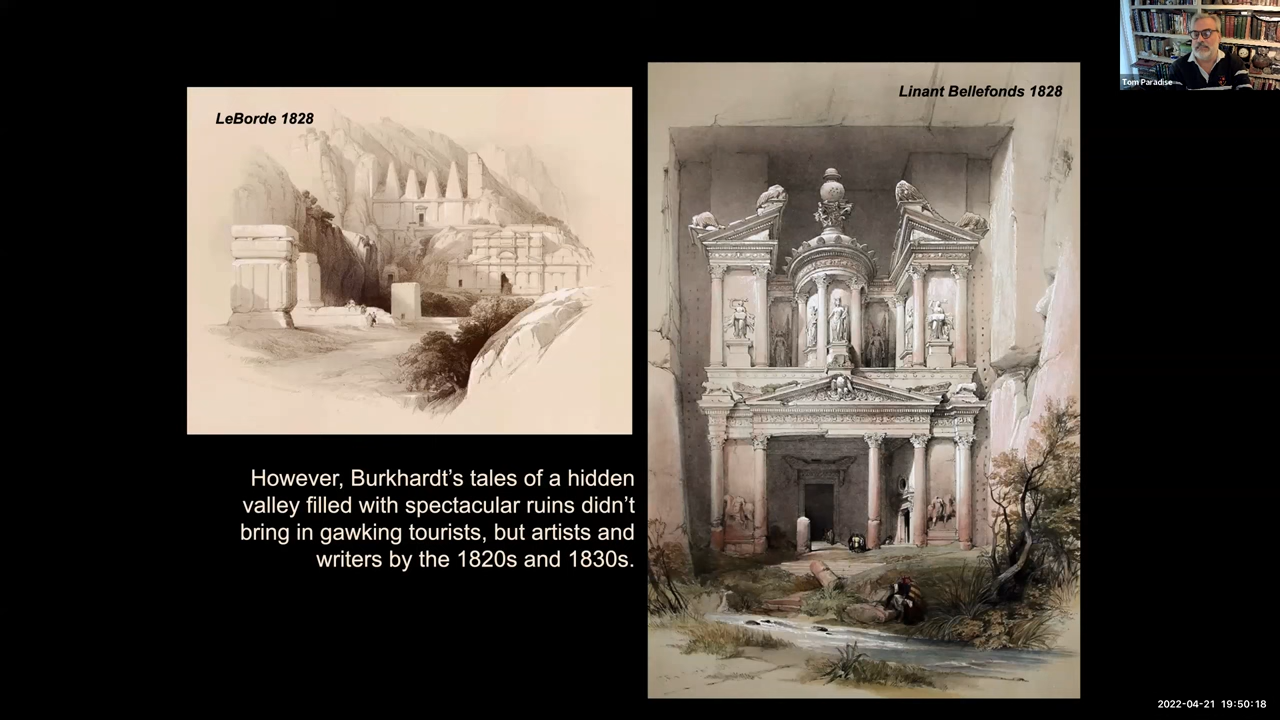 LeBorde 1828
Linant Bellefonds 1828
Tom Paradise
However, Burkhardt’s tales of a hidden
valley filled with spectacular ruins didn’t
bring in gawking tourists, but artists and
writers by the 1820s and 1830s.
2022-04-21 19:50:18